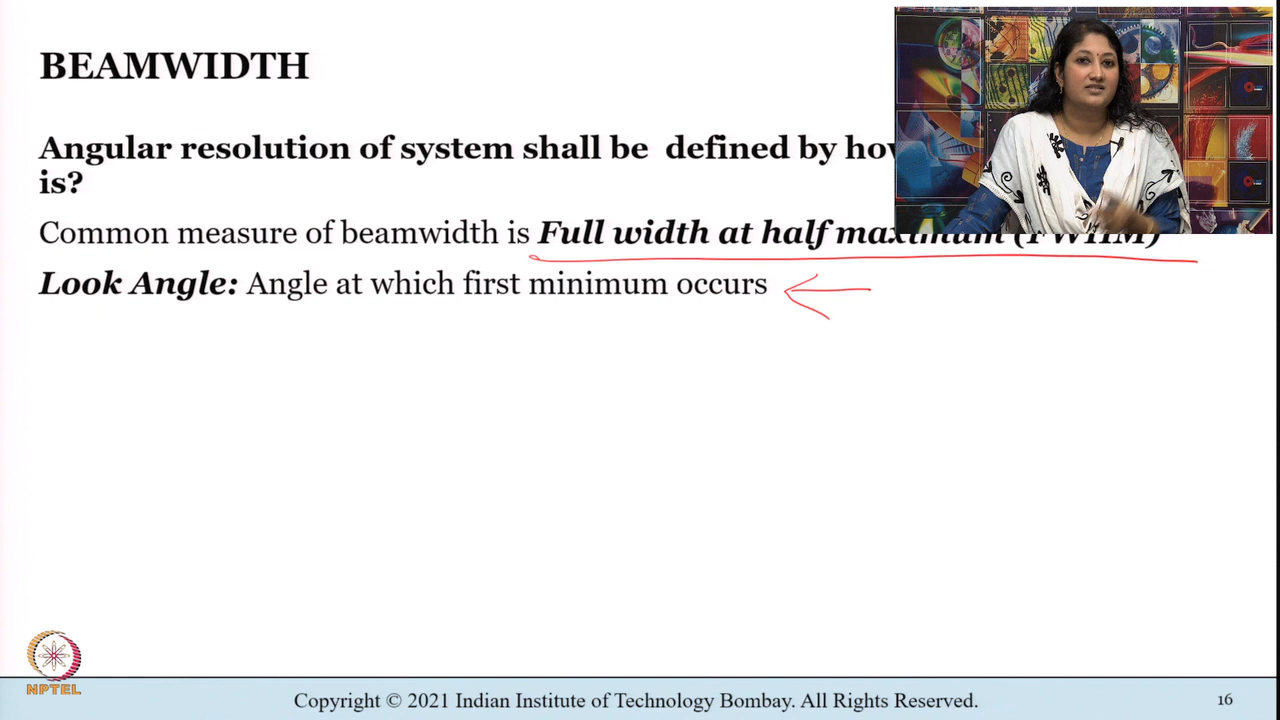 BEAMWIDTH
Angular resolution of system shall be defined by
is?
Common measure of beamwidth is Full width at half maximum (FWHM)
Look Angle: Angle at which first minimum occurs
NPTEL
Copyright © 2021 Indian Institute of Technology Bombay. All Rights Reserved.
16